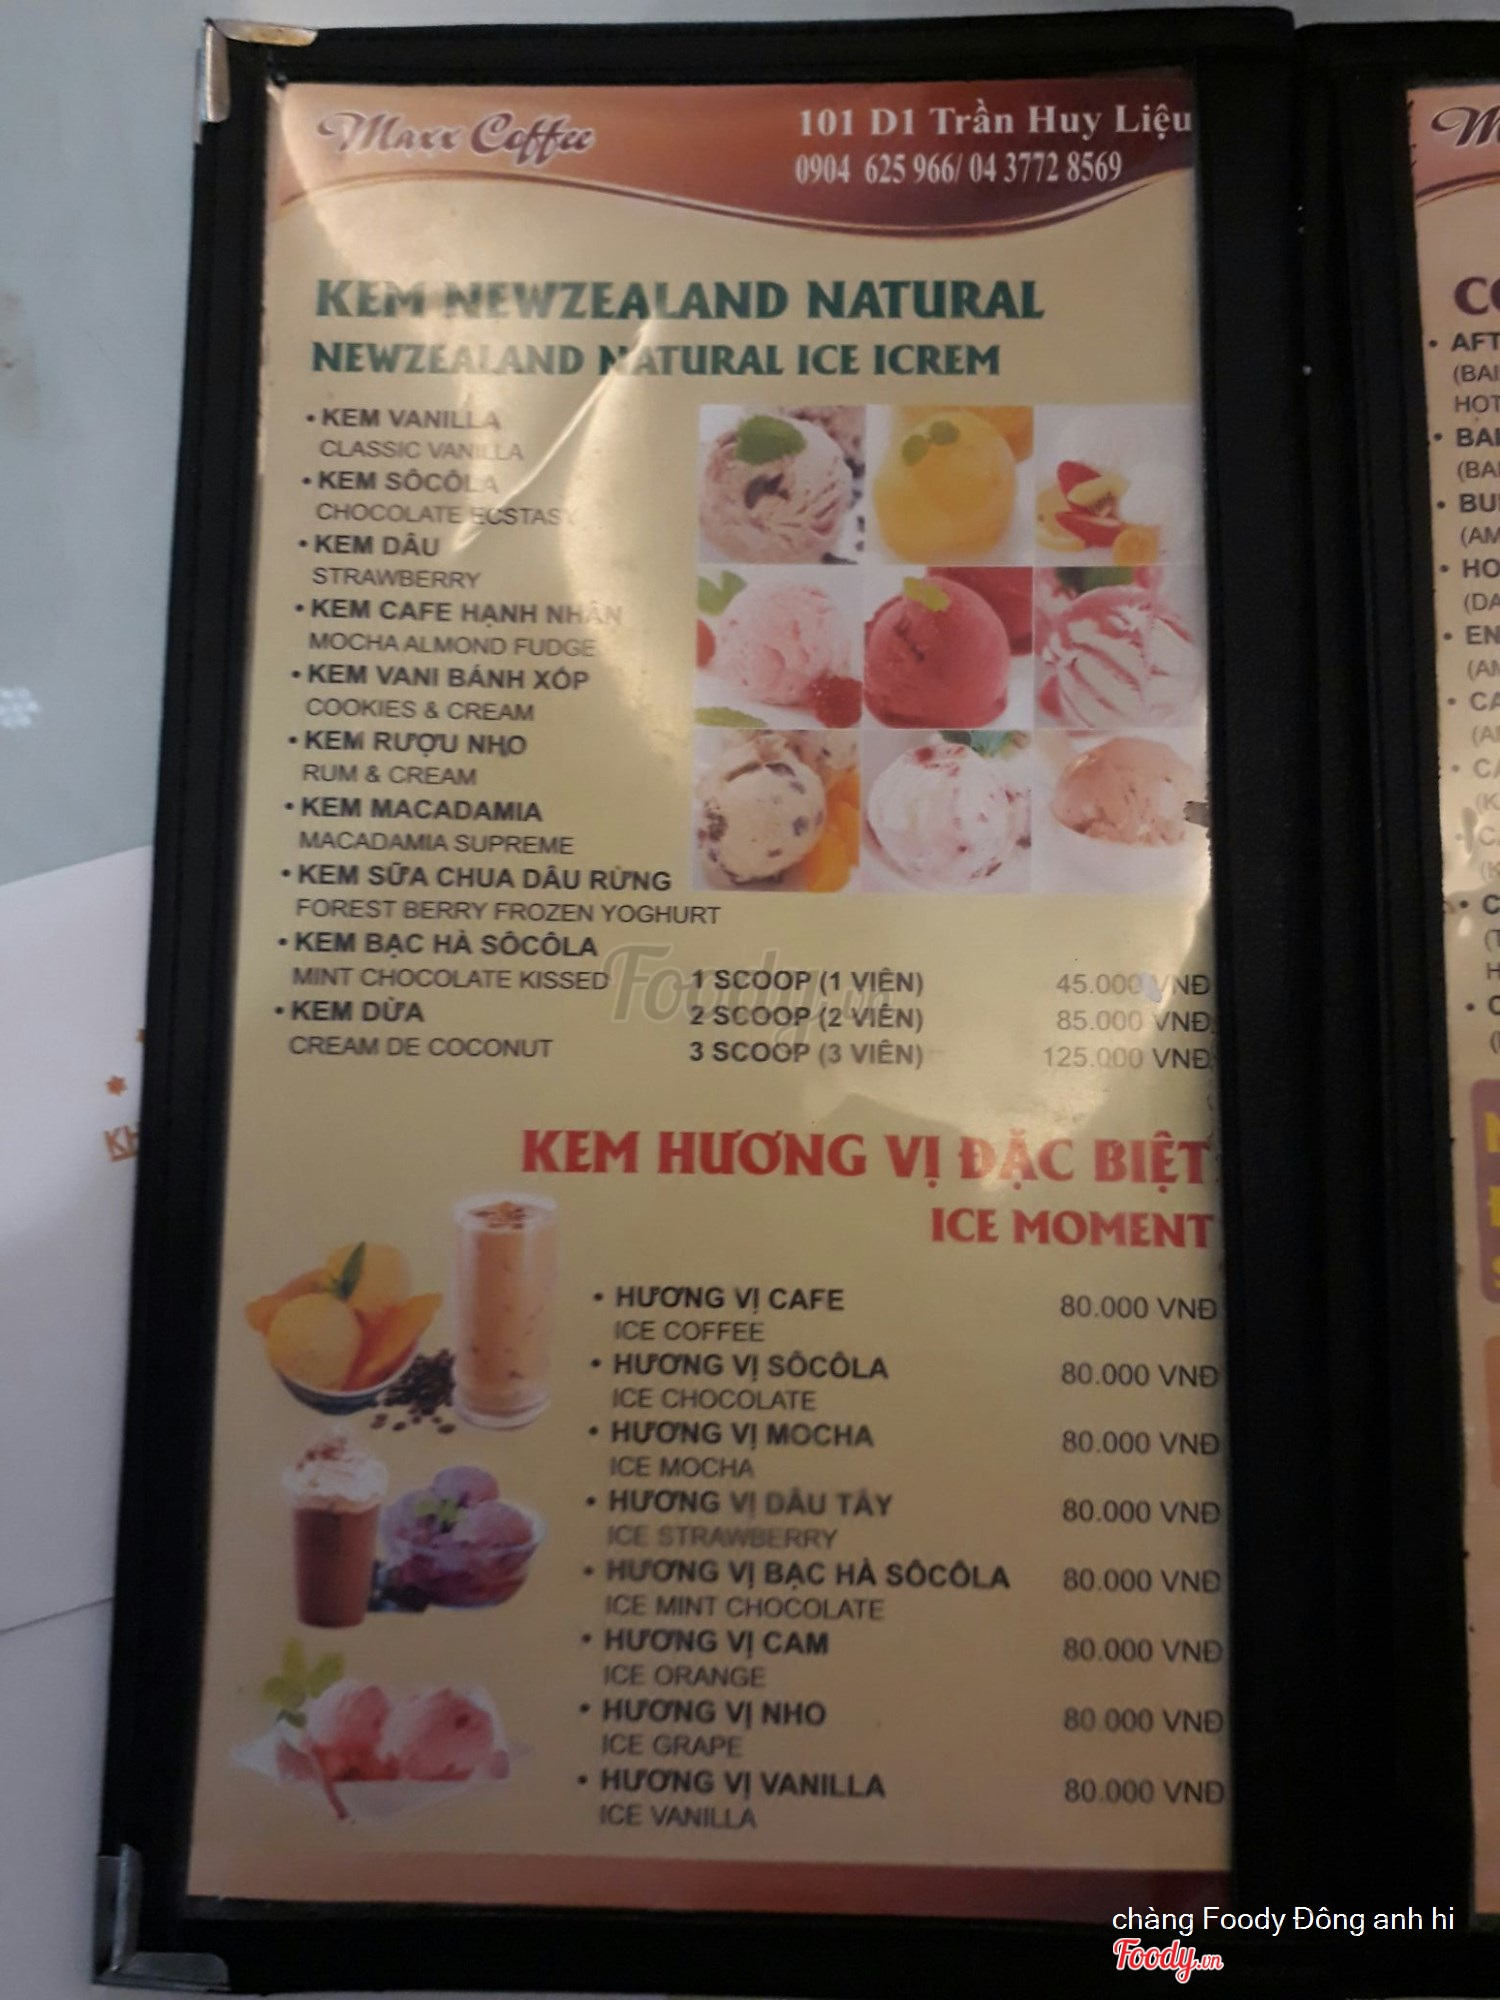 Maxx Coffee
101 D1 Trần Huy Liệu
0904 625 966/ 04 3772 8569
KEM NEWZEALAND NATURAL
NEWZEALAND NATURAL ICE ICREM
• KEM VANILLA
CLASSIC VANILLA
• KEM SÔCÔLA
CHOCOLATE ECSTASY
• KEM DÂU
STRAWBERRY
• KEM CAFE HẠNH NHÂN
MOCHA ALMOND FUDGE
• KEM VANI BÁNH XỐP
COOKIES & CREAM
• KEM RƯỢU NHO
RUM & CREAM
• KEM MACADAMIA
MACADAMIA SUPREME
• KEM SỮA CHUA DÂU RỪNG
FOREST BERRY FROZEN YOGHURT
• KEM BẠC HÀ SÔCÔLA
MINT CHOCOLATE KISSED
• KEM DỪA
CREAM DE COCONUT
1 SCOOP (1 VIÊN) 45.000 VNĐ
2 SCOOP (2 VIÊN) 85.000 VNĐ
3 SCOOP (3 VIÊN) 125.000 VNĐ
Foody.vn
KEM HƯƠNG VỊ ĐẶC BIỆT
ICE MOMENT
• HƯƠNG VỊ CAFE 80.000 VNĐ
ICE COFFEE
• HƯƠNG VỊ SÔCÔLA 80.000 VNĐ
ICE CHOCOLATE
• HƯƠNG VỊ MOCHA 80.000 VNĐ
ICE MOCHA
• HƯƠNG VỊ DÂU TÂY 80.000 VNĐ
ICE STRAWBERRY
• HƯƠNG VỊ BẠC HÀ SÔCÔLA 80.000 VNĐ
ICE MINT CHOCOLATE
• HƯƠNG VỊ CAM 80.000 VNĐ
ICE ORANGE
• HƯƠNG VỊ NHO 80.000 VNĐ
ICE GRAPE
• HƯƠNG VỊ VANILLA 80.000 VNĐ
ICE VANILLA
chàng Foody Đông anh hi
Foody.vn